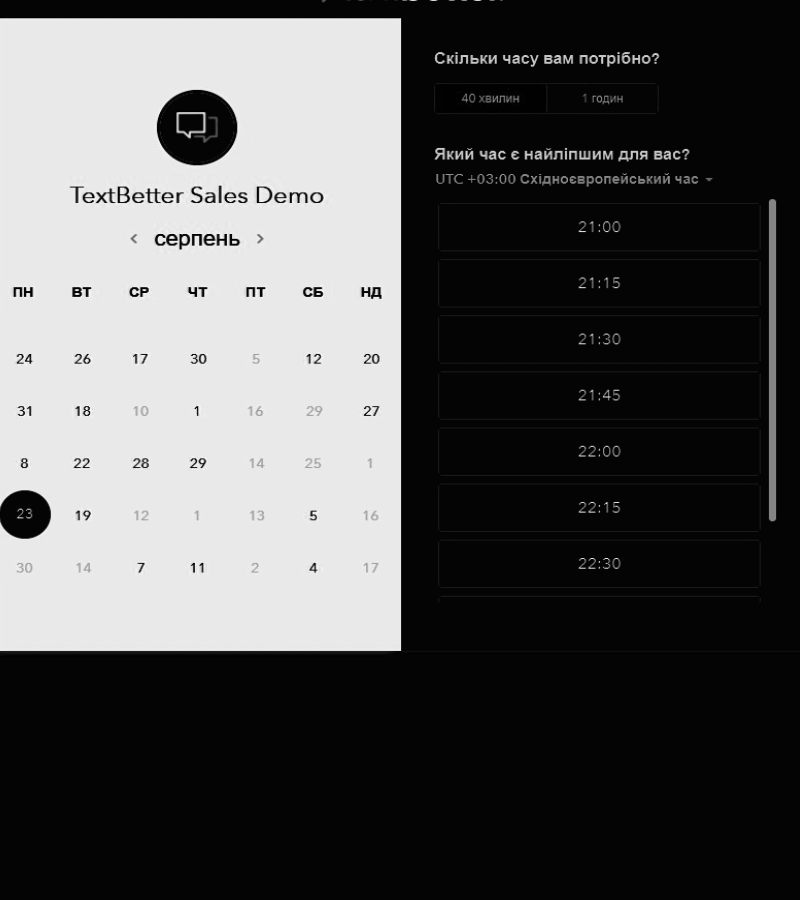 TextBetter Sales Demo
серпень
ПН ВТ СР ЧТ ПТ СБ НД
24 26 17 30 5 12 20
31 18 10 1 16 29 27
8 22 28 29 14 25 1
23 19 12 1 13 5 16
30 14 7 11 2 4 17
Скільки часу вам потрібно?
40 хвилин 1 годин
Який час є найліпшим для вас?
UTC +03:00 Східноєвропейський час
21:00
21:15
21:30
21:45
22:00
22:15
22:30